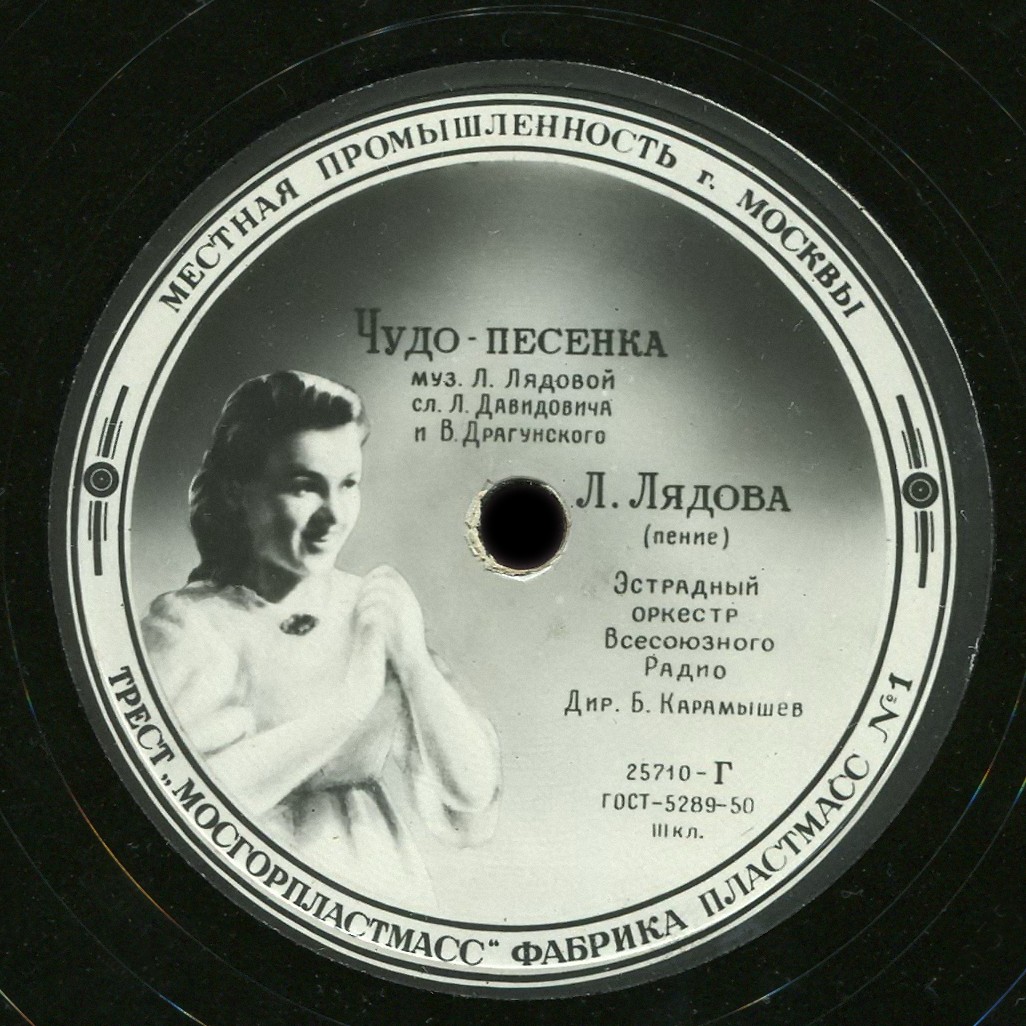 МЕСТНАЯ ПРОМЫШЛЕННОСТЬ г. МОСКВЫ
Чудо-песенка
муз. Л. Лядовой
сл. Л. Давидовича
и В. Драгунского
Л. Лядова
(пение)
Эстрадный
оркестр
Всесоюзного
Радио
Дир. Б. Карамышев
25710-Г
ГОСТ-5289-50
III кл.
ТРЕСТ „МОСГОРПЛАСТМАСС“ ФАБРИКА ПЛАСТМАСС №1